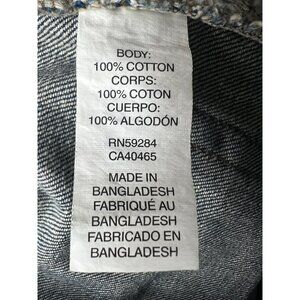 BODY:
100% COTTON
CORPS:
100% COTON
CUERPO:
100% ALGODÓN
RN59284
CA40465
MADE IN
BANGLADESH
FABRIQUÉ AU
BANGLADESH
FABRICADO EN
BANGLADESH